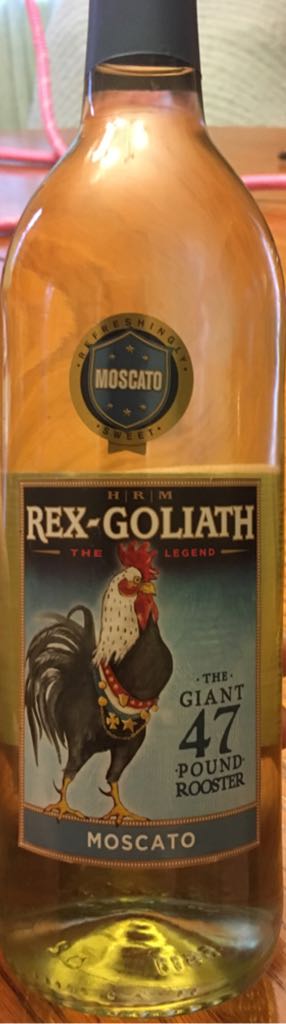 REFRESHINGLY
MOSCATO
SWEET
H|R|M
REX-GOLIATH
THE LEGEND
·THE·
GIANT
47
·POUND·
ROOSTER
MOSCATO